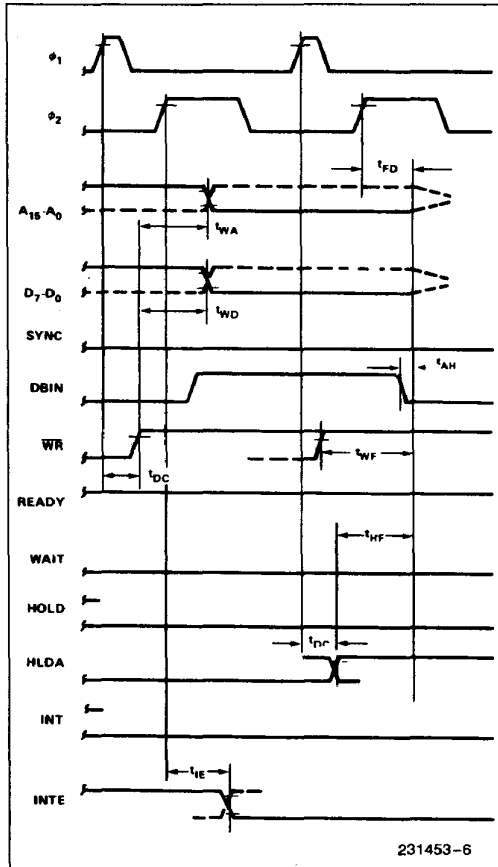 ϕ1
ϕ2
tFD
A15-A0
tWA
D7-D0
tWD
SYNC
tAH
DBIN
WR
tWF
tDC
READY
tHF
WAIT
HOLD
tDC
HLDA
INT
tIE
INTE
231453-6